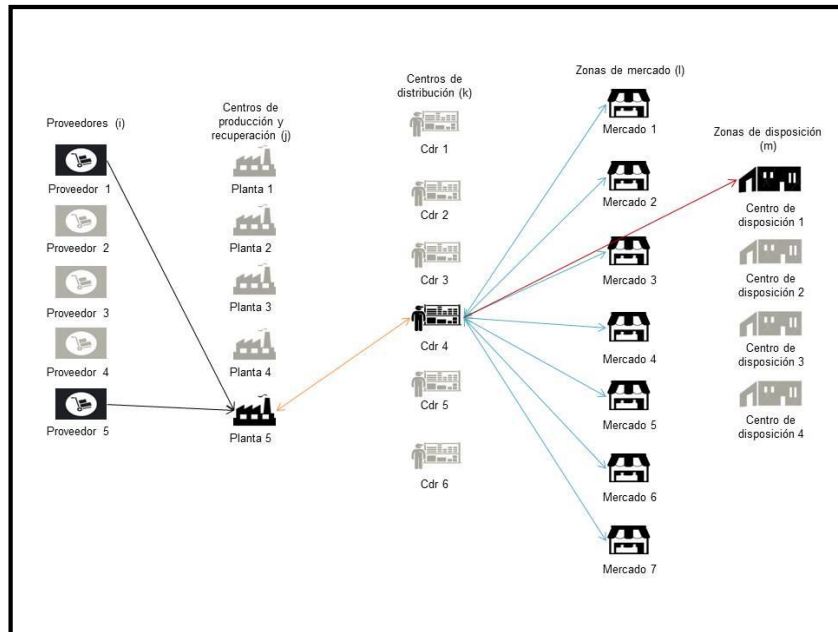 Proveedores (i)
Proveedor 1
Proveedor 2
Proveedor 3
Proveedor 4
Proveedor 5
Centros de
producción y
recuperación (j)
Planta 1
Planta 2
Planta 3
Planta 4
Planta 5
Centros de
distribución (k)
Cdr 1
Cdr 2
Cdr 3
Cdr 4
Cdr 5
Cdr 6
Zonas de mercado (l)
Mercado 1
Mercado 2
Mercado 3
Mercado 4
Mercado 5
Mercado 6
Mercado 7
Zonas de disposición
(m)
Centro de
disposición 1
Centro de
disposición 2
Centro de
disposición 3
Centro de
disposición 4